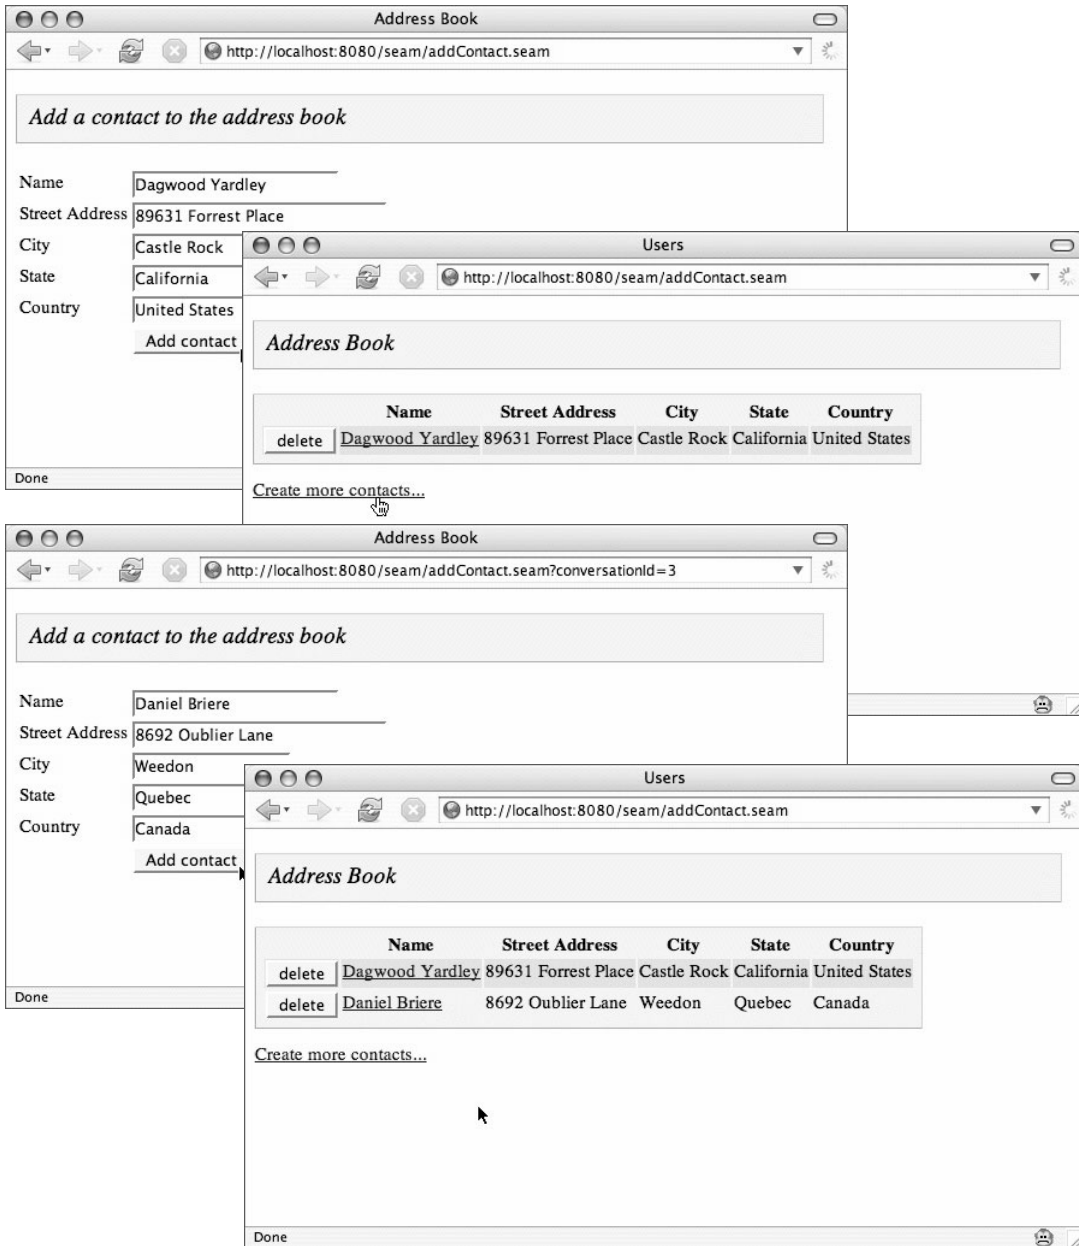 Address Book
http://localhost:8080/seam/addContact.seam
Add a contact to the address book
Name Dagwood Yardley
Street Address 89631 Forrest Place
City Castle Rock
State California
Country United States
Add contact
Done
Users
http://localhost:8080/seam/addContact.seam
Address Book
Name Street Address City State Country
delete Dagwood Yardley 89631 Forrest Place Castle Rock California United States
Create more contacts...
Address Book
http://localhost:8080/seam/addContact.seam?conversationId=3
Add a contact to the address book
Name Daniel Briere
Street Address 8692 Oublier Lane
City Weedon
State Quebec
Country Canada
Add contact
Done
Users
http://localhost:8080/seam/addContact.seam
Address Book
Name Street Address City State Country
delete Dagwood Yardley 89631 Forrest Place Castle Rock California United States
delete Daniel Briere 8692 Oublier Lane Weedon Quebec Canada
Create more contacts...
Done